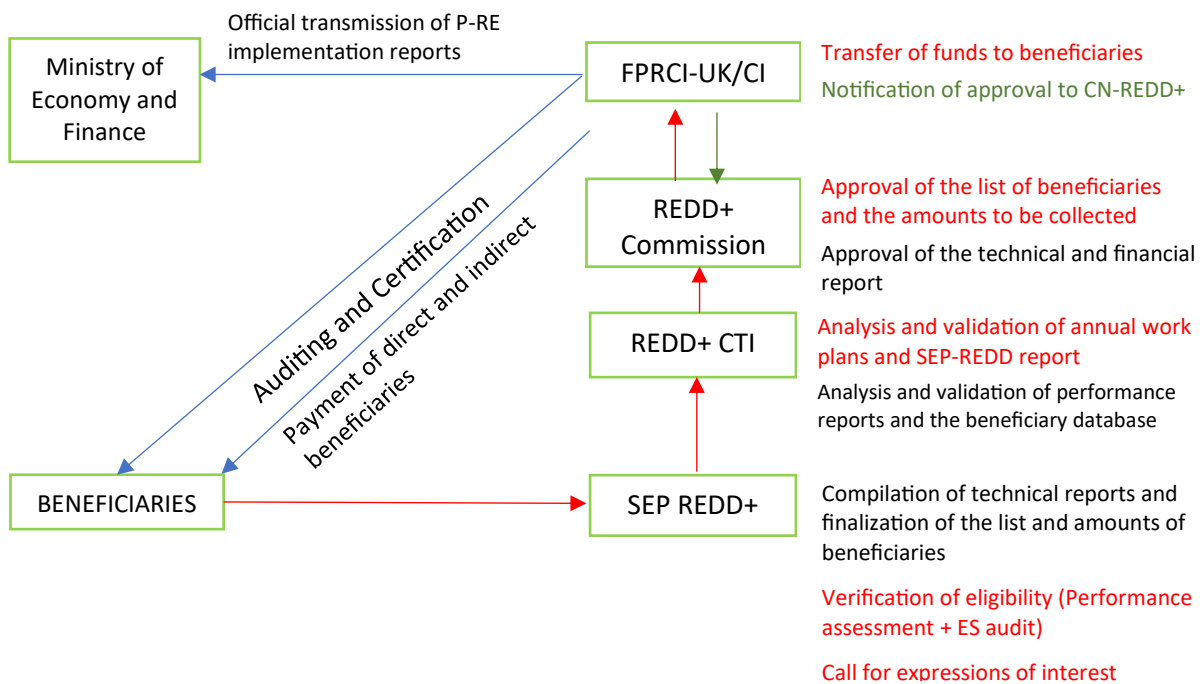 Official transmission of P-RE
implementation reports
Ministry of
Economy and
Finance
FPRCI-UK/CI
Transfer of funds to beneficiaries
Notification of approval to CN-REDD+
REDD+
Commission
Approval of the list of beneficiaries
and the amounts to be collected
Approval of the technical and financial
report
Auditing and Certification
Payment of direct and indirect
beneficiaries
REDD+ CTI
Analysis and validation of annual work
plans and SEP-REDD report
Analysis and validation of performance
reports and the beneficiary database
BENEFICIARIES
SEP REDD+
Compilation of technical reports and
finalization of the list and amounts of
beneficiaries
Verification of eligibility (Performance
assessment + ES audit)
Call for expressions of interest